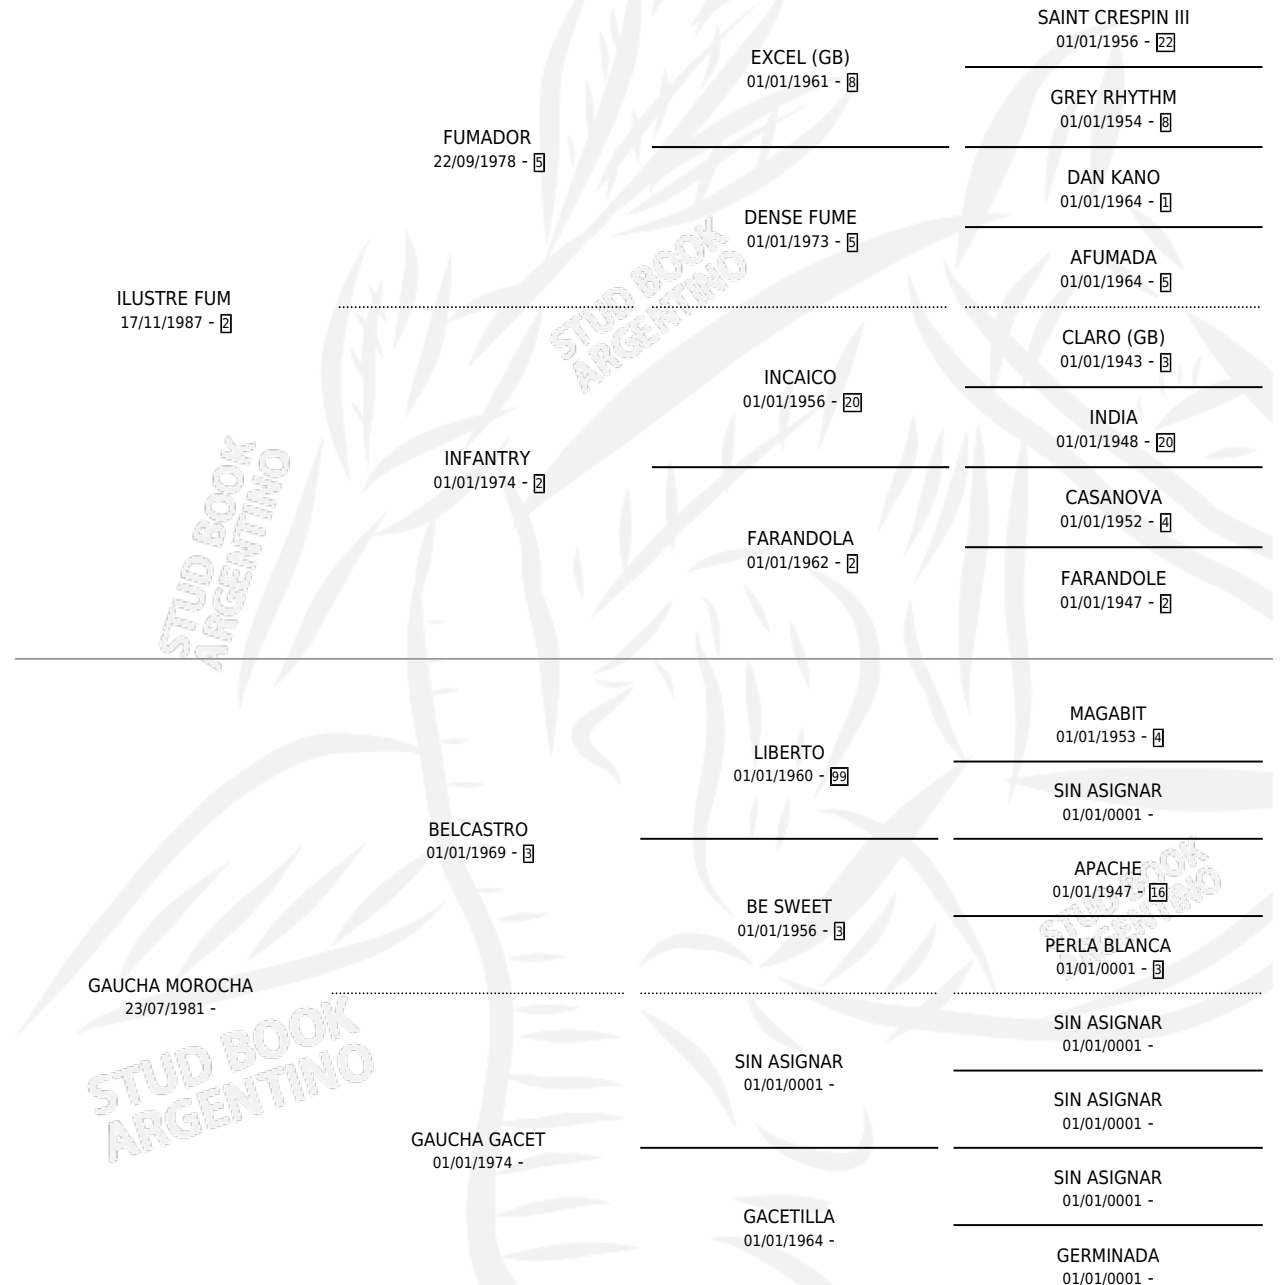 SAINT CRESPIN III
01/01/1956 - 22
EXCEL (GB)
01/01/1961 - 8
GREY RHYTHM
01/01/1954 - 8
FUMADOR
22/09/1978 - 5
DAN KANO
01/01/1964 - 1
DENSE FUME
01/01/1973 - 5
AFUMADA
01/01/1964 - 5
ILUSTRE FUM
17/11/1987 - 2
CLARO (GB)
01/01/1943 - 3
INCAICO
01/01/1956 - 20
INDIA
01/01/1948 - 20
INFANTRY
01/01/1974 - 2
CASANOVA
01/01/1952 - 4
FARANDOLA
01/01/1962 - 2
FARANDOLE
01/01/1947 - 2
MAGABIT
01/01/1953 - 4
LIBERTO
01/01/1960 - 99
SIN ASIGNAR
01/01/0001 -
BELCASTRO
01/01/1969 - 3
APACHE
01/01/1947 - 16
BE SWEET
01/01/1956 - 3
PERLA BLANCA
01/01/0001 - 3
GAUCHA MOROCHA
23/07/1981 -
SIN ASIGNAR
01/01/0001 -
SIN ASIGNAR
01/01/0001 -
SIN ASIGNAR
01/01/0001 -
GAUCHA GACET
01/01/1974 -
SIN ASIGNAR
01/01/0001 -
GACETILLA
01/01/1964 -
GERMINADA
01/01/0001 -
STUD BOOK
ARGENTINO
STUD BOOK
ARGENTINO
STUD BOOK
ARGENTINO
STUD BOOK
ARGENTINO